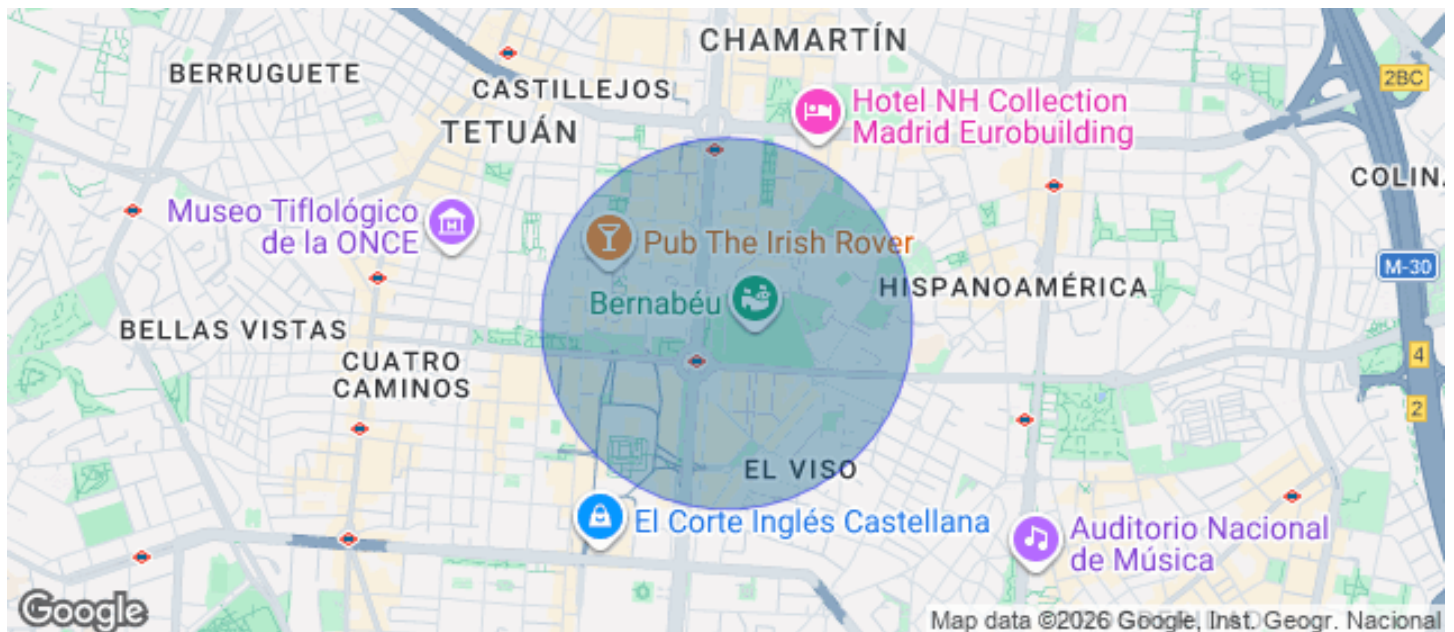 CHAMARTÍN
BERRUGUETE
2BC
CASTILLEJOS
Hotel NH Collection
Madrid Eurobuilding
TETUÁN
COLIN
Museo Tiflológico
de la ONCE
Pub The Irish Rover
M-30
HISPANOAMÉRICA
Bernabéu
BELLAS VISTAS
4
CUATRO
CAMINOS
2
EL VISO
El Corte Inglés Castellana
Auditorio Nacional
de Música
Google
Map data ©2026 Google, Inst. Geogr. Nacional